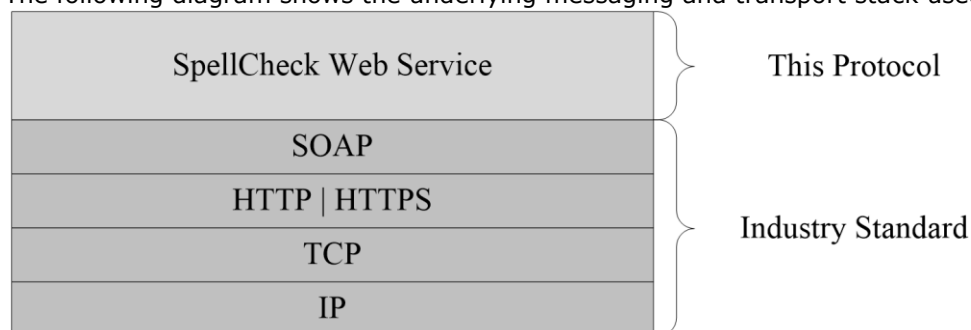 The following diagram shows the underlying messaging and transport stack use
SpellCheck Web Service
This Protocol
SOAP
HTTP | HTTPS
Industry Standard
TCP
IP